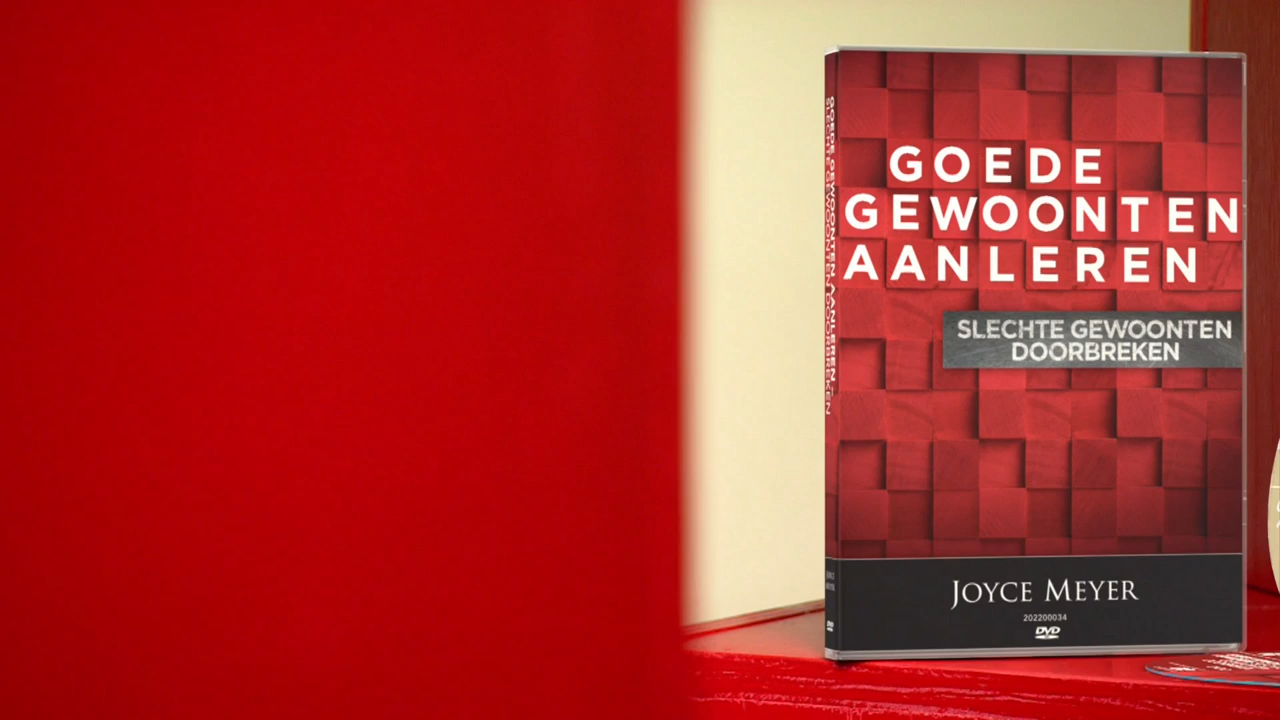 GOEDE
GEWOONTEN
AANLEREN
SLECHTE GEWOONTEN
DOORBREKEN
JOYCE MEYER
202200034
DVD
GOEDE GEWOONTEN AANLEREN -
SLECHTE GEWOONTEN DOORBREKEN